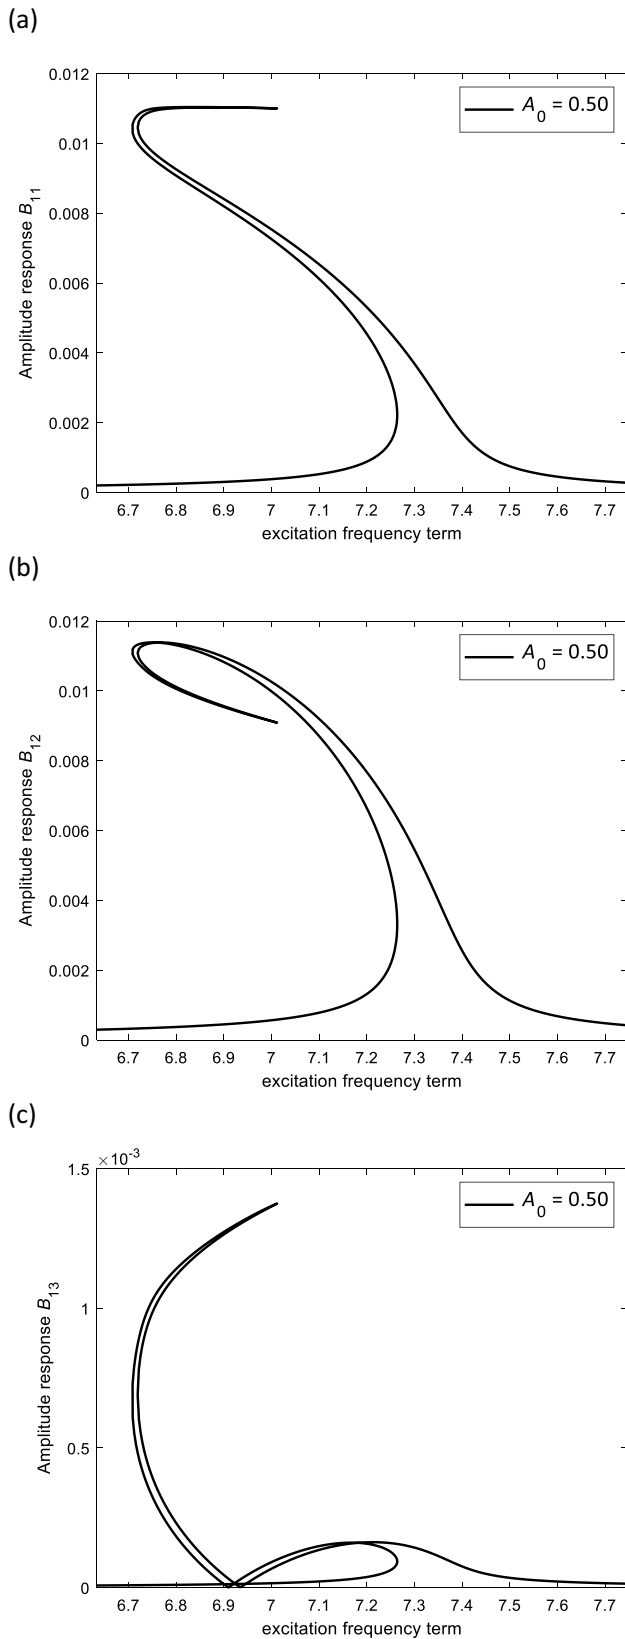 (a)
0.012
0.01
0.008
0.006
0.004
0.002
0
Amplitude response B11
A0 = 0.50
6.7 6.8 6.9 7 7.1 7.2 7.3 7.4 7.5 7.6 7.7
excitation frequency term
(b)
0.012
0.01
0.008
0.006
0.004
0.002
0
Amplitude response B12
A0 = 0.50
6.7 6.8 6.9 7 7.1 7.2 7.3 7.4 7.5 7.6 7.7
excitation frequency term
(c)
×10-3
1.5
1
0.5
0
Amplitude response B13
A0 = 0.50
6.7 6.8 6.9 7 7.1 7.2 7.3 7.4 7.5 7.6 7.7
excitation frequency term